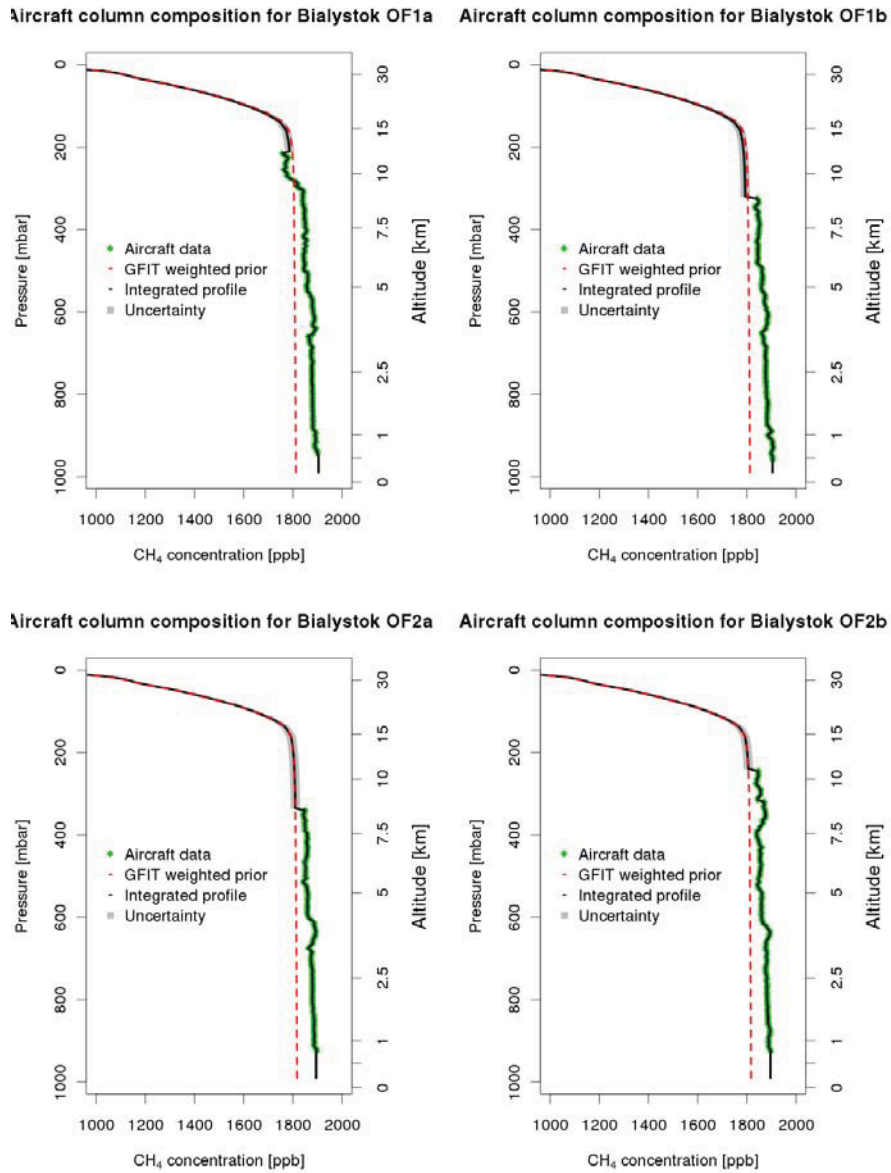 Aircraft column composition for Bialystok OF1a
Pressure [mbar]
0
200
400
600
800
1000
Aircraft data
GFIT weighted prior
Integrated profile
Uncertainty
30
15
10
7.5
5
2.5
1
0
Altitude [km]
1000 1200 1400 1600 1800 2000
CH₄ concentration [ppb]
Aircraft column composition for Bialystok OF1b
Pressure [mbar]
0
200
400
600
800
1000
Aircraft data
GFIT weighted prior
Integrated profile
Uncertainty
30
15
10
7.5
5
2.5
1
0
Altitude [km]
1000 1200 1400 1600 1800 2000
CH₄ concentration [ppb]
Aircraft column composition for Bialystok OF2a
Pressure [mbar]
0
200
400
600
800
1000
Aircraft data
GFIT weighted prior
Integrated profile
Uncertainty
30
15
10
7.5
5
2.5
1
0
Altitude [km]
1000 1200 1400 1600 1800 2000
CH₄ concentration [ppb]
Aircraft column composition for Bialystok OF2b
Pressure [mbar]
0
200
400
600
800
1000
Aircraft data
GFIT weighted prior
Integrated profile
Uncertainty
30
15
10
7.5
5
2.5
1
0
Altitude [km]
1000 1200 1400 1600 1800 2000
CH₄ concentration [ppb]